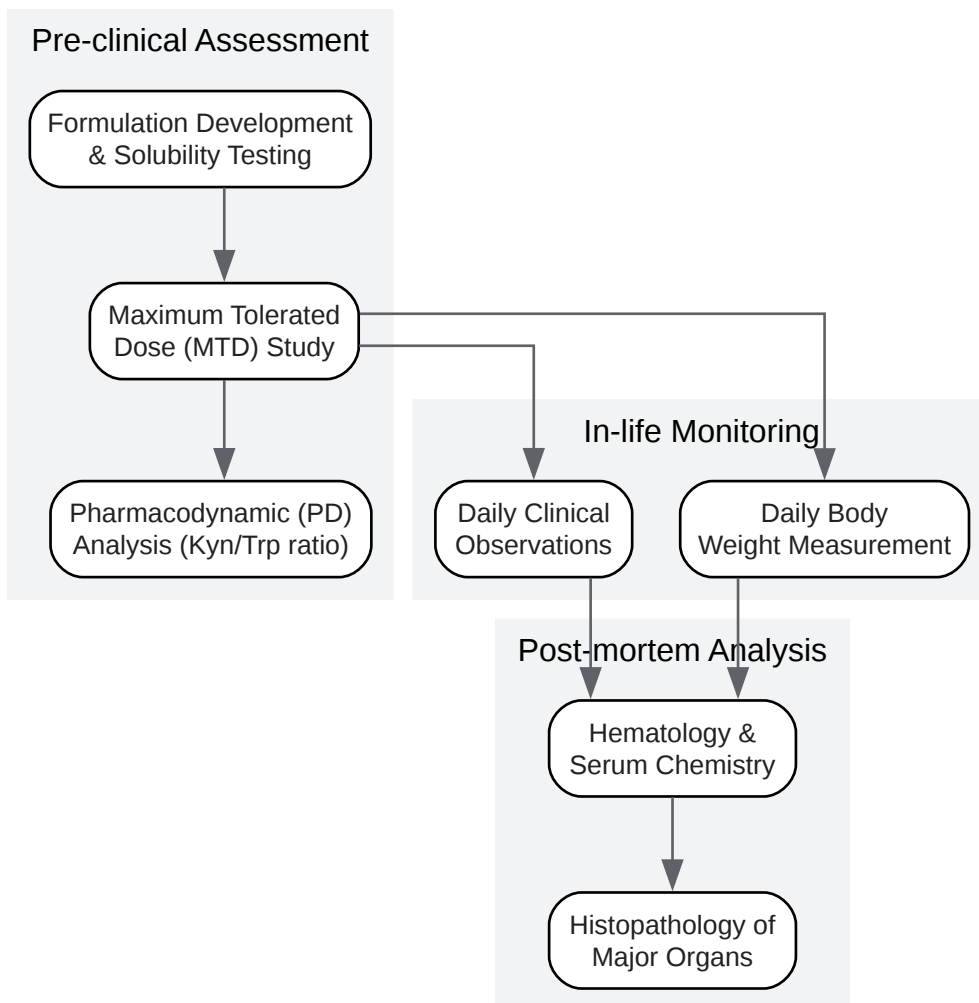 Pre-clinical Assessment
Formulation Development
& Solubility Testing
Maximum Tolerated
Dose (MTD) Study
Pharmacodynamic (PD)
Analysis (Kyn/Trp ratio)
In-life Monitoring
Daily Clinical
Observations
Daily Body
Weight Measurement
Post-mortem Analysis
Hematology &
Serum Chemistry
Histopathology of
Major Organs